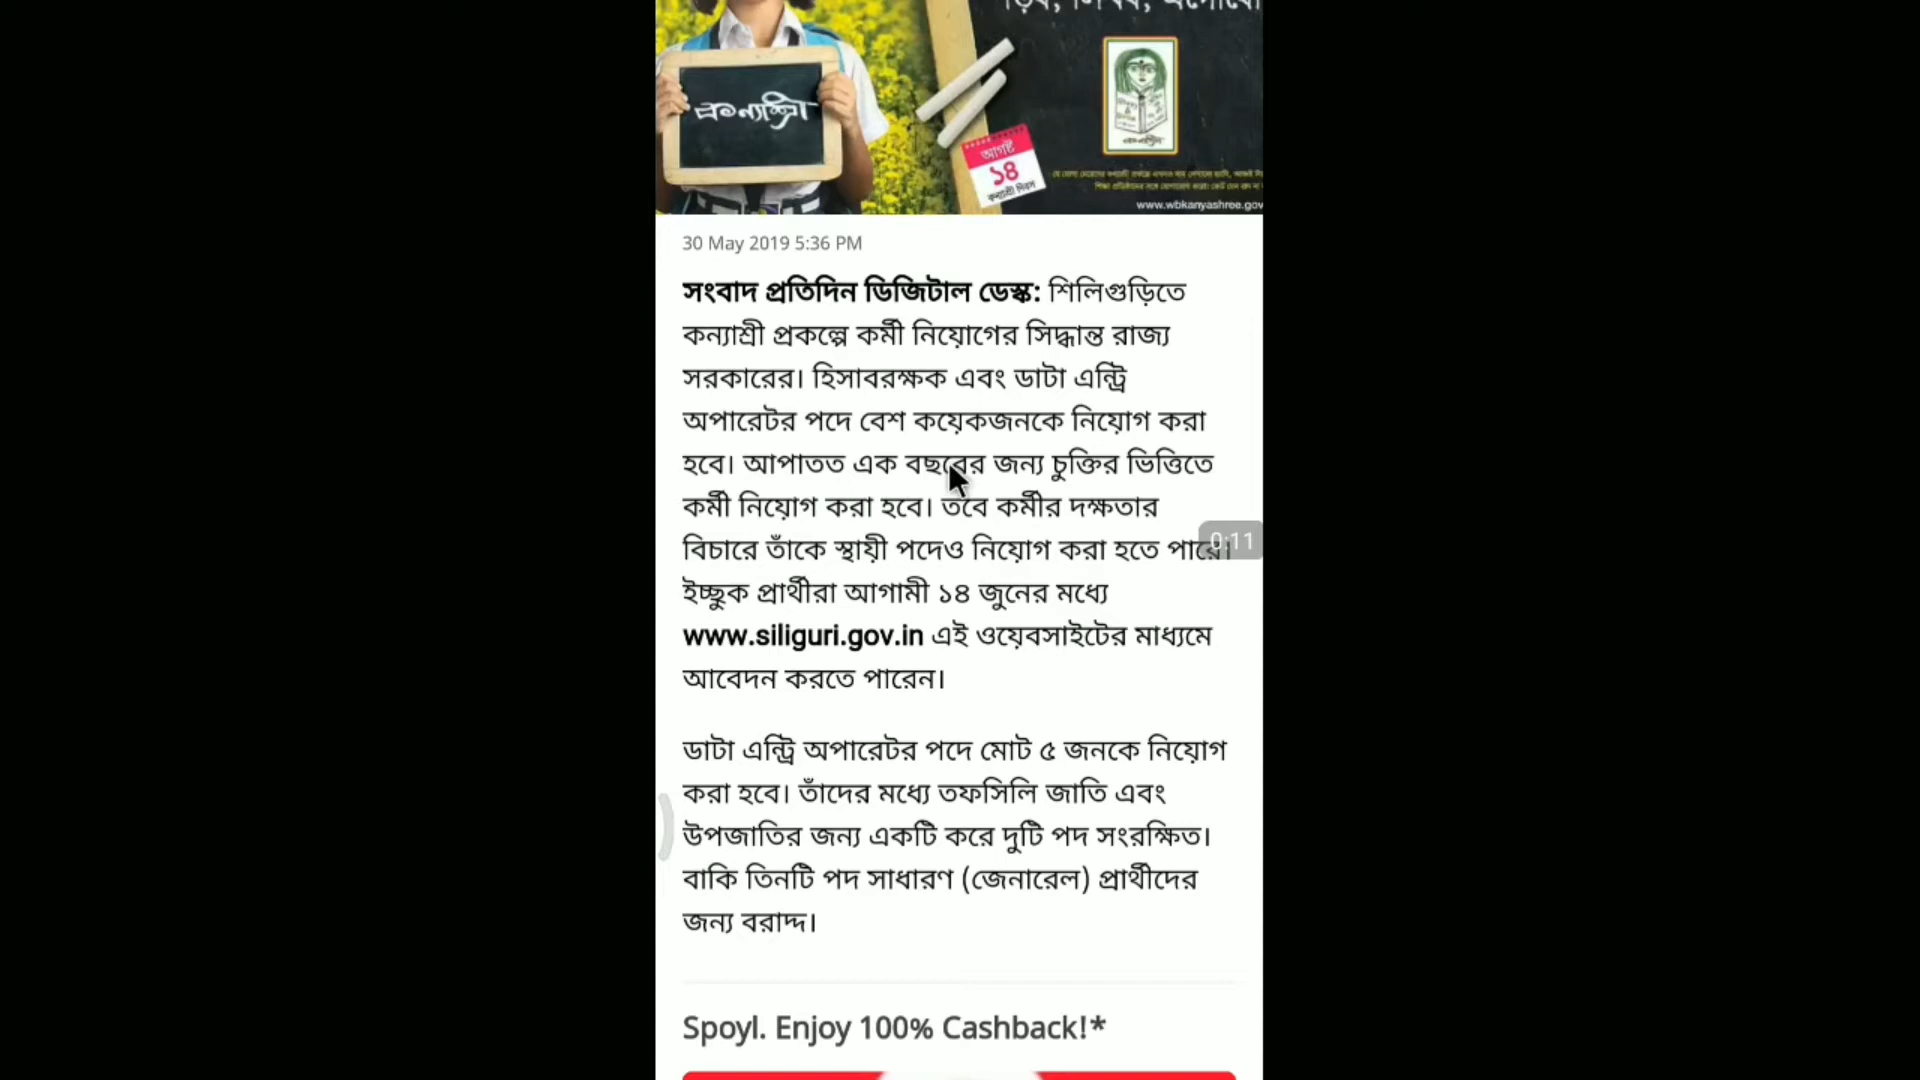 কন্যাশ্রী
আগষ্ট
১৪
কন্যাশ্রী দিবস
www.wbkanyashree.gov
30 May 2019 5:36 PM
সংবাদ প্রতিদিন ডিজিটাল ডেস্ক: শিলিগুড়িতে
কন্যাশ্রী প্রকল্পে কর্মী নিয়োগের সিদ্ধান্ত রাজ্য
সরকারের। হিসাবরক্ষক এবং ডাটা এন্ট্রি
অপারেটর পদে বেশ কয়েকজনকে নিয়োগ করা
হবে। আপাতত এক বছরের জন্য চুক্তির ভিত্তিতে
কর্মী নিয়োগ করা হবে। তবে কর্মীর দক্ষতার
বিচারে তাঁকে স্থায়ী পদেও নিয়োগ করা হতে পারে।
0:11
ইচ্ছুক প্রার্থীরা আগামী ১৪ জুনের মধ্যে
www.siliguri.gov.in এই ওয়েবসাইটের মাধ্যমে
আবেদন করতে পারেন।
ডাটা এন্ট্রি অপারেটর পদে মোট ৫ জনকে নিয়োগ
করা হবে। তাঁদের মধ্যে তফসিলি জাতি এবং
উপজাতির জন্য একটি করে দুটি পদ সংরক্ষিত।
বাকি তিনটি পদ সাধারণ (জেনারেল) প্রার্থীদের
জন্য বরাদ্দ।
Spoyl. Enjoy 100% Cashback!*